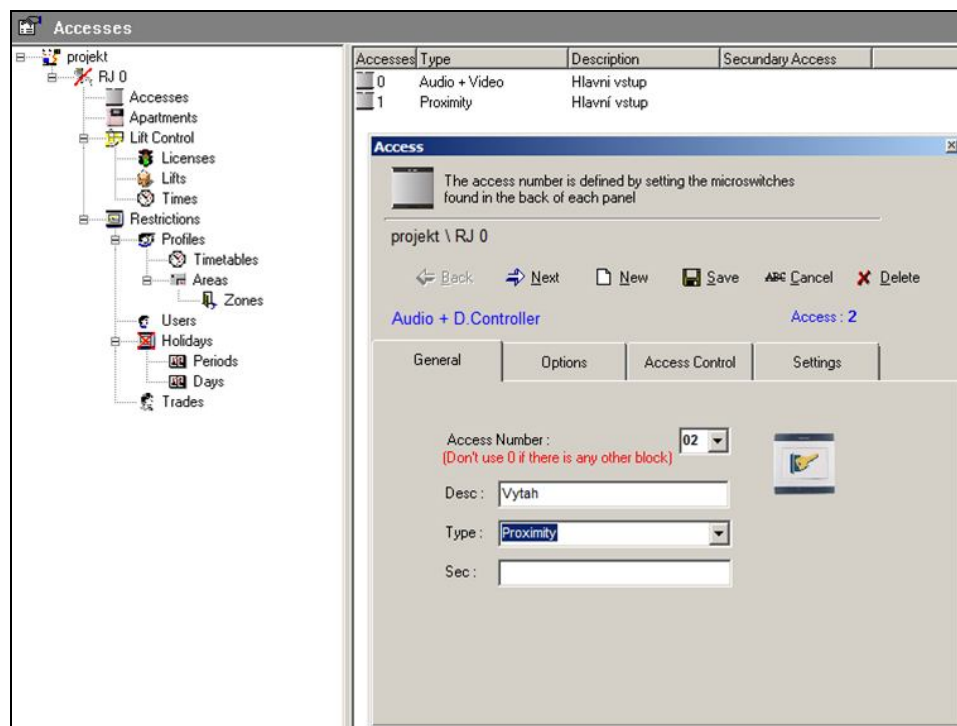 Accesses
projekt
RJ 0
Accesses
Apartments
Lift Control
Licenses
Lifts
Times
Restrictions
Profiles
Timetables
Areas
Zones
Users
Holidays
Periods
Days
Trades
Accesses Type Description Secundary Access
0 Audio + Video Hlavni vstup
1 Proximity Hlavní vstup
Access
The access number is defined by setting the microswitches
found in the back of each panel
projekt \ RJ 0
Back Next New Save ABC Cancel Delete
Audio + D.Controller Access : 2
General Options Access Control Settings
Access Number : 02
(Don't use 0 if there is any other block)
Desc : Vytah
Type : Proximity
Sec :